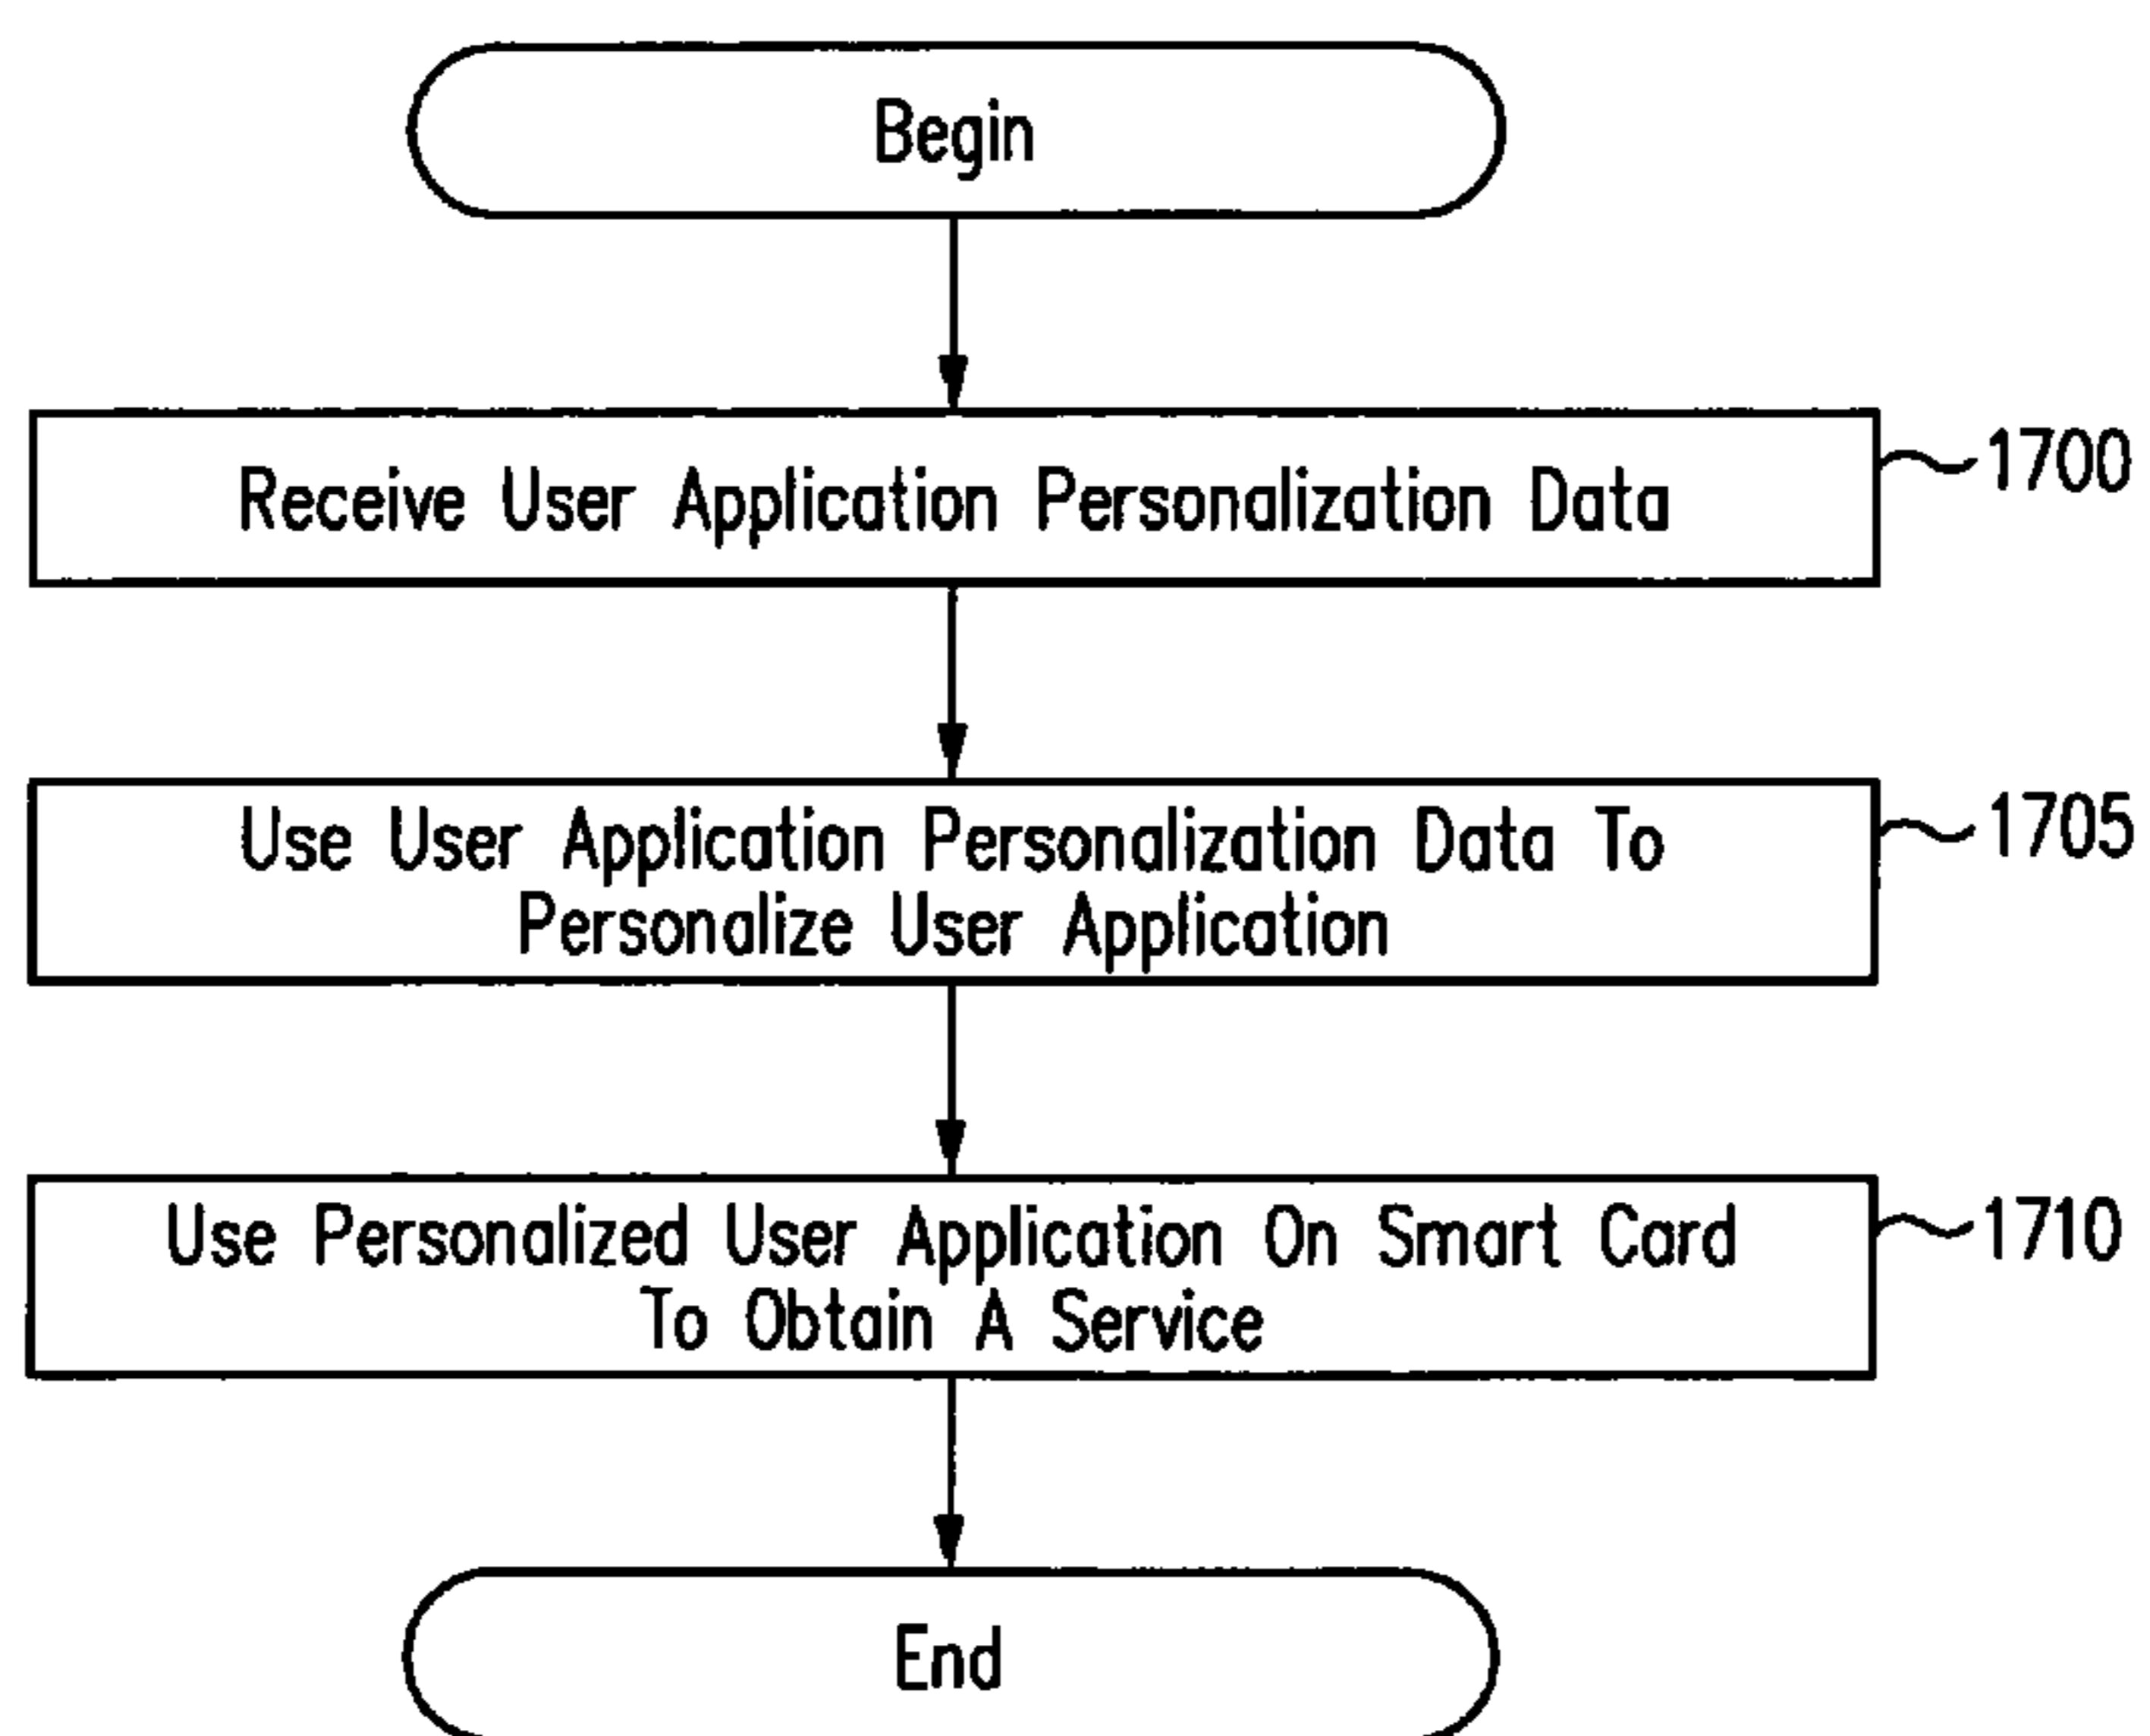 Begin
Receive User Application Personalization Data
1700
Use User Application Personalization Data To
Personalize User Application
1705
Use Personalized User Application On Smart Card
To Obtain A Service
1710
End